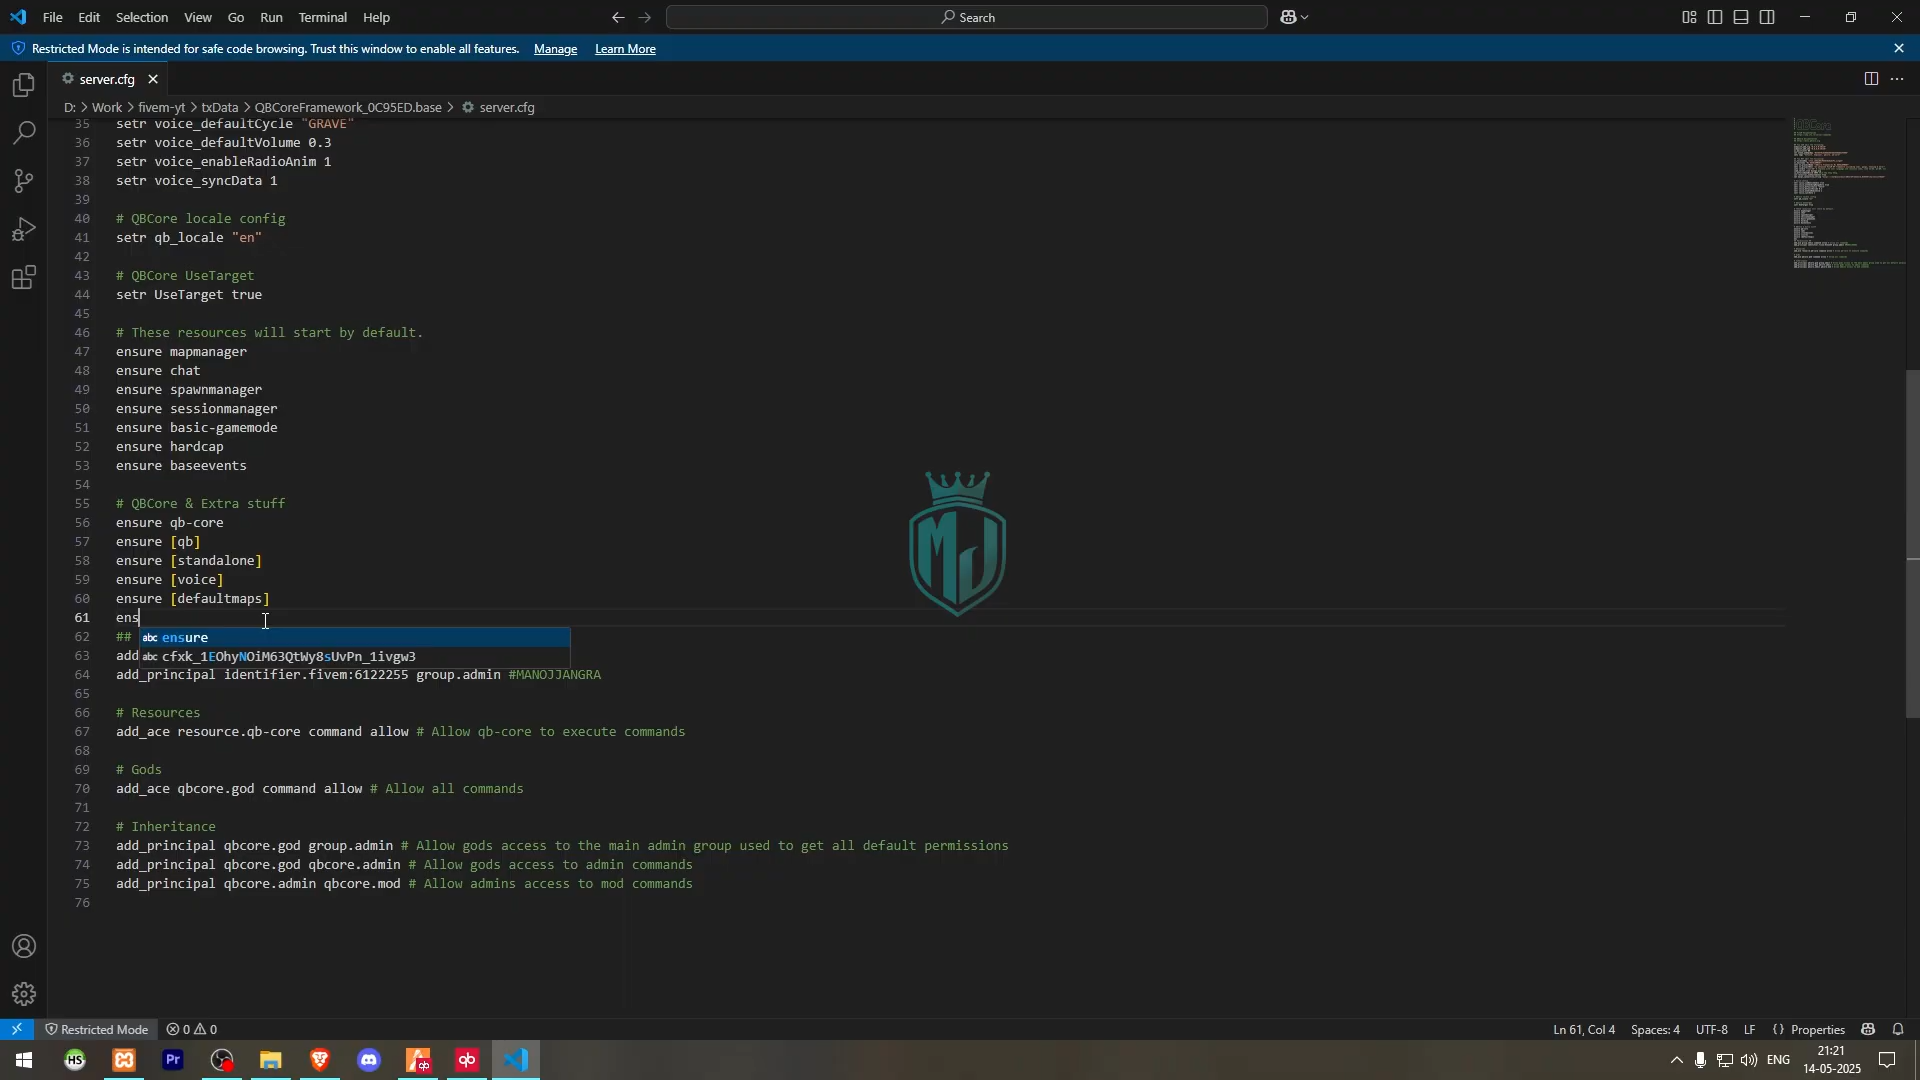 File Edit Selection View Go Run Terminal Help
Search
Restricted Mode is intended for safe code browsing. Trust this window to enable all features. Manage Learn More
server.cfg
D: > Work > fivem-yt > txData > QBCoreFramework_0C95ED.base > server.cfg
35 setr voice_defaultCycle "GRAVE"
36 setr voice_defaultVolume 0.3
37 setr voice_enableRadioAnim 1
38 setr voice_syncData 1
39
40 # QBCore locale config
41 setr qb_locale "en"
42
43 # QBCore UseTarget
44 setr UseTarget true
45
46 # These resources will start by default.
47 ensure mapmanager
48 ensure chat
49 ensure spawnmanager
50 ensure sessionmanager
51 ensure basic-gamemode
52 ensure hardcap
53 ensure baseevents
54
55 # QBCore & Extra stuff
56 ensure qb-core
57 ensure [qb]
58 ensure [standalone]
59 ensure [voice]
60 ensure [defaultmaps]
61 ens
62 ## abc ensure
63 add abc cfxk_1EOhyNOiM63QtWy8sUvPn_1ivgw3
64 add_principal identifier.fivem:6122255 group.admin #MANOJJANGRA
65
66 # Resources
67 add_ace resource.qb-core command allow # Allow qb-core to execute commands
68
69 # Gods
70 add_ace qbcore.god command allow # Allow all commands
71
72 # Inheritance
73 add_principal qbcore.god group.admin # Allow gods access to the main admin group used to get all default permissions
74 add_principal qbcore.god qbcore.admin # Allow gods access to admin commands
75 add_principal qbcore.admin qbcore.mod # Allow admins access to mod commands
76
MJ
Restricted Mode 0 0 Ln 61, Col 4 Spaces: 4 UTF-8 LF {} Properties
HS Pr qb qb ENG 21:21
14-05-2025